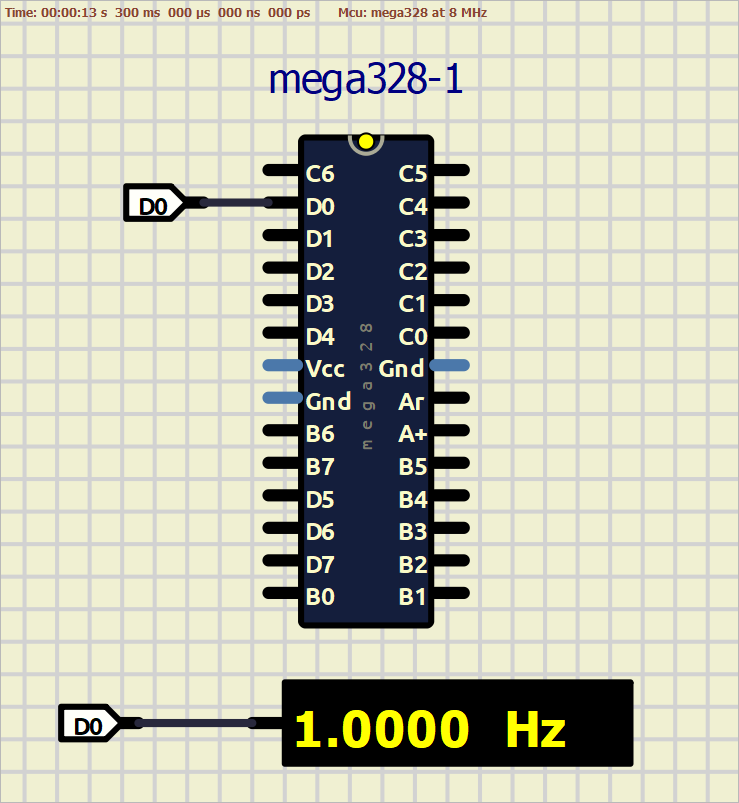 Time: 00:00:13 s 300 ms 000 µs 000 ns 000 ps Mcu: mega328 at 8 MHz
mega328-1
C6 C5
D0 D0 C4
D1 C3
D2 C2
D3 C1
D4 C0
Vcc Gnd
Gnd Ar
B6 A+
B7 B5
D5 B4
D6 B3
D7 B2
B0 B1
mega328
D0 1.0000 Hz